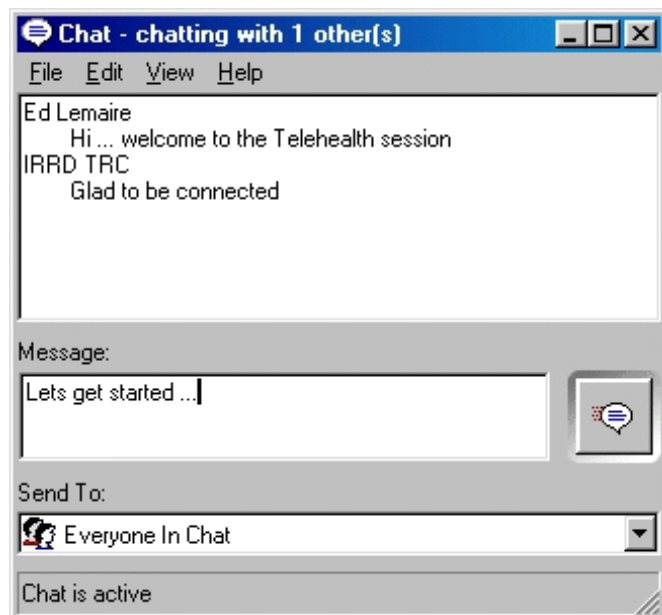 Chat - chatting with 1 other(s)
File Edit View Help
Ed Lemaire
Hi ... welcome to the Telehealth session
IRRD TRC
Glad to be connected
Message:
Lets get started ...
Send To:
Everyone In Chat
Chat is active